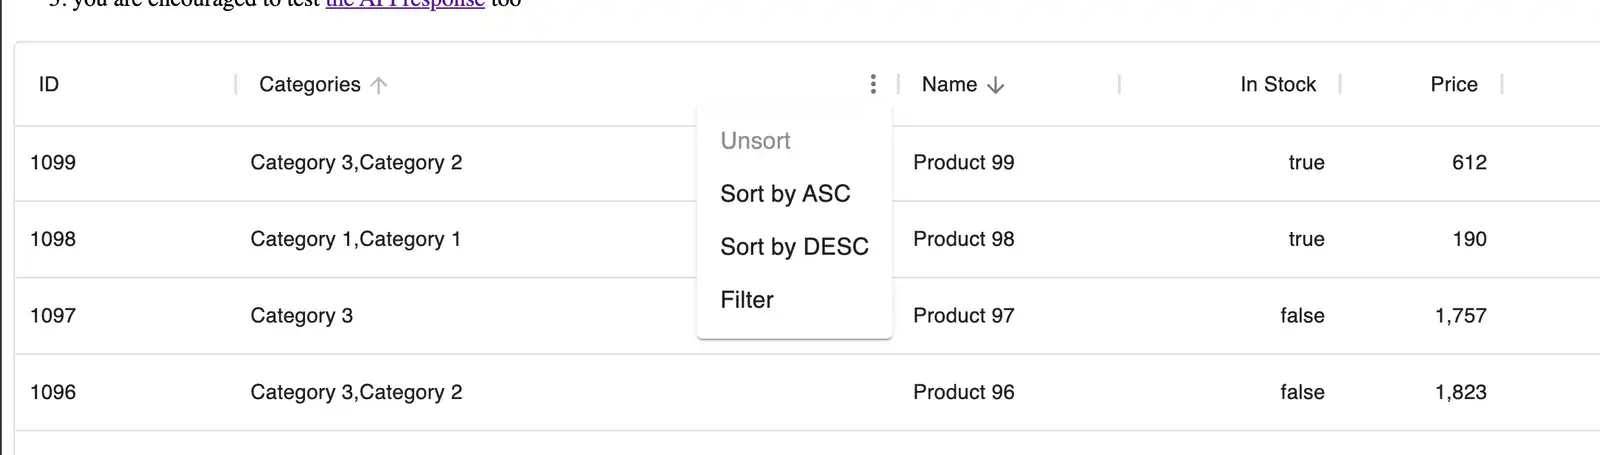 3. you are encouraged to test the API response too
ID Categories Name In Stock Price
Unsort
1099 Category 3,Category 2 Product 99 true 612
Sort by ASC
1098 Category 1,Category 1 Product 98 true 190
Sort by DESC
Filter
1097 Category 3 Product 97 false 1,757
1096 Category 3,Category 2 Product 96 false 1,823